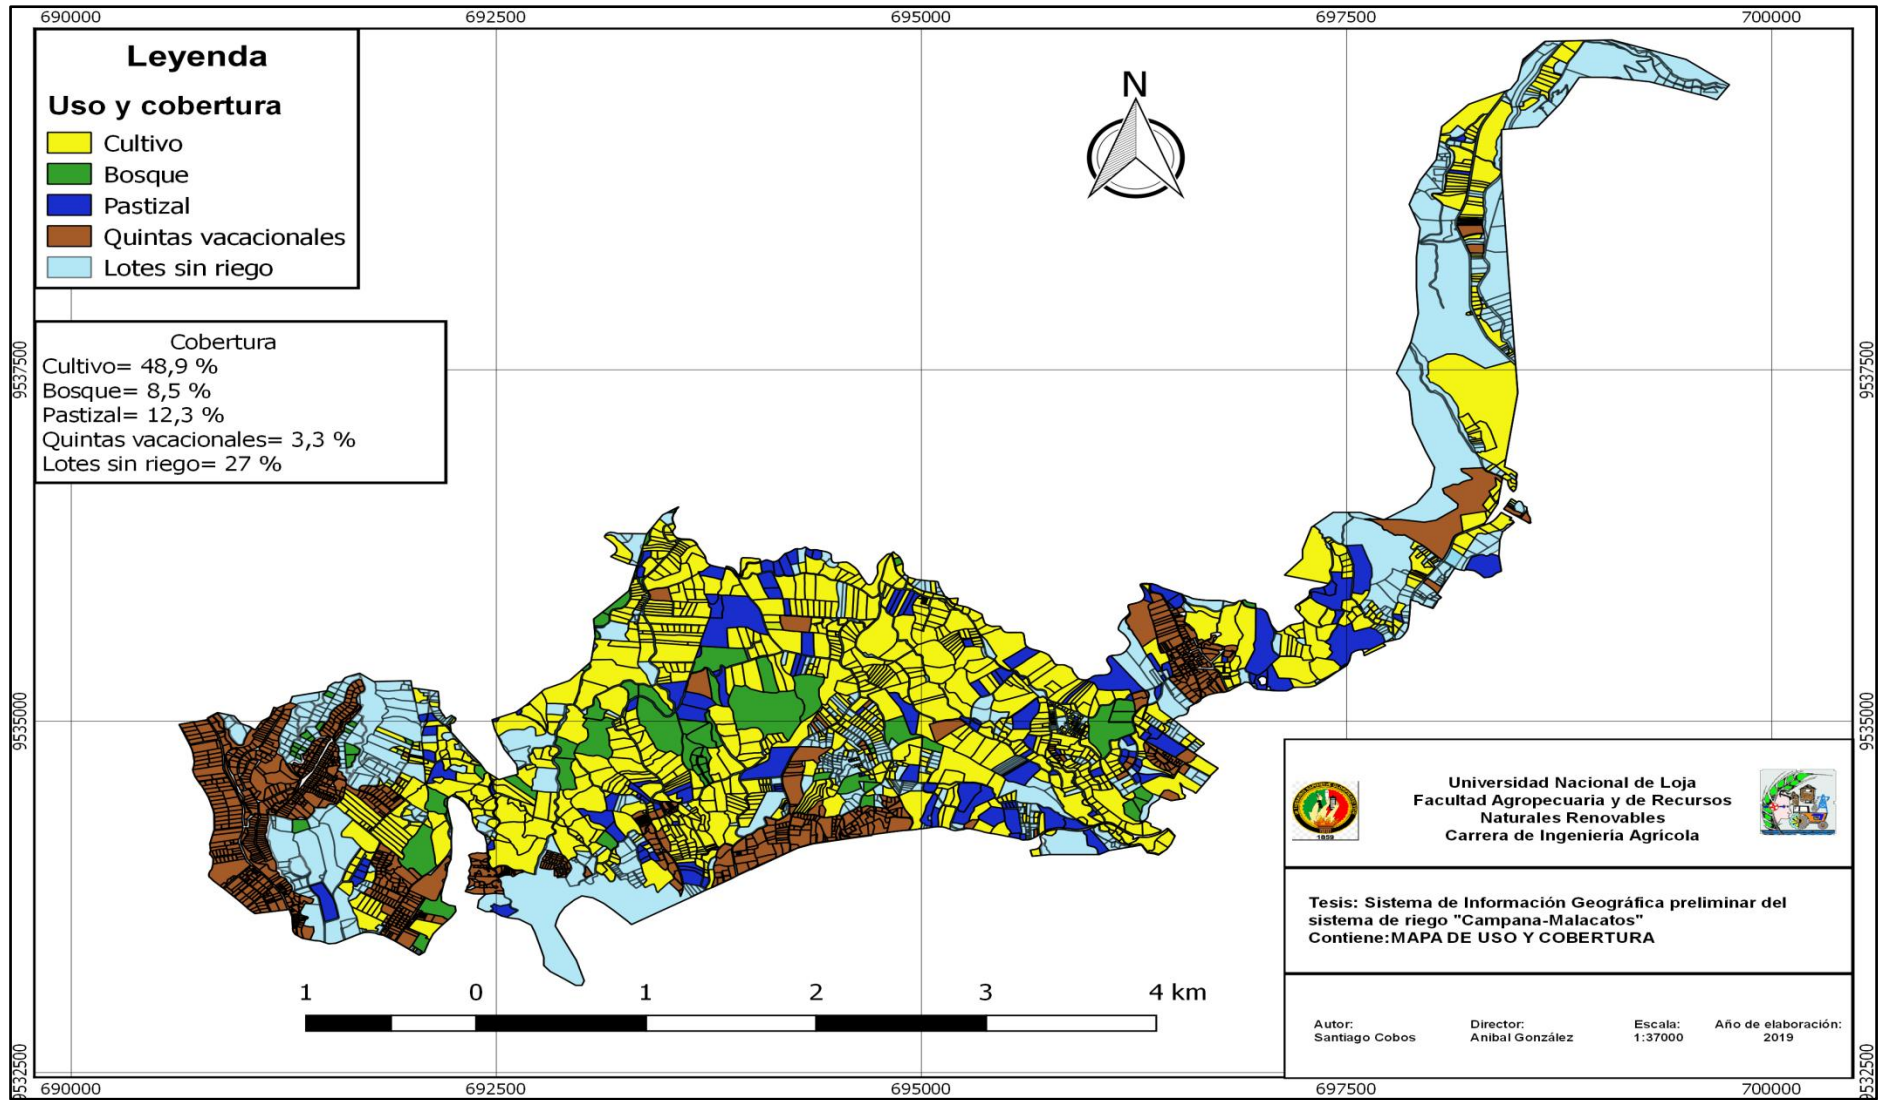 690000
692500
695000
697500
700000
Leyenda
Uso y cobertura
Cultivo
Bosque
Pastizal
Quintas vacacionales
Lotes sin riego
N
Cobertura
Cultivo= 48,9 %
Bosque= 8,5 %
Pastizal= 12,3 %
Quintas vacacionales= 3,3 %
Lotes sin riego= 27 %
9537500
9537500
9535000
9535000
9532500
9532500
1 0 1 2 3 4 km
Universidad Nacional de Loja
Facultad Agropecuaria y de Recursos
Naturales Renovables
Carrera de Ingeniería Agrícola
1859
Tesis: Sistema de Información Geográfica preliminar del
sistema de riego "Campana-Malacatos"
Contiene:MAPA DE USO Y COBERTURA
Autor:
Santiago Cobos
Director:
Anibal González
Escala:
1:37000
Año de elaboración:
2019
690000
692500
695000
697500
700000